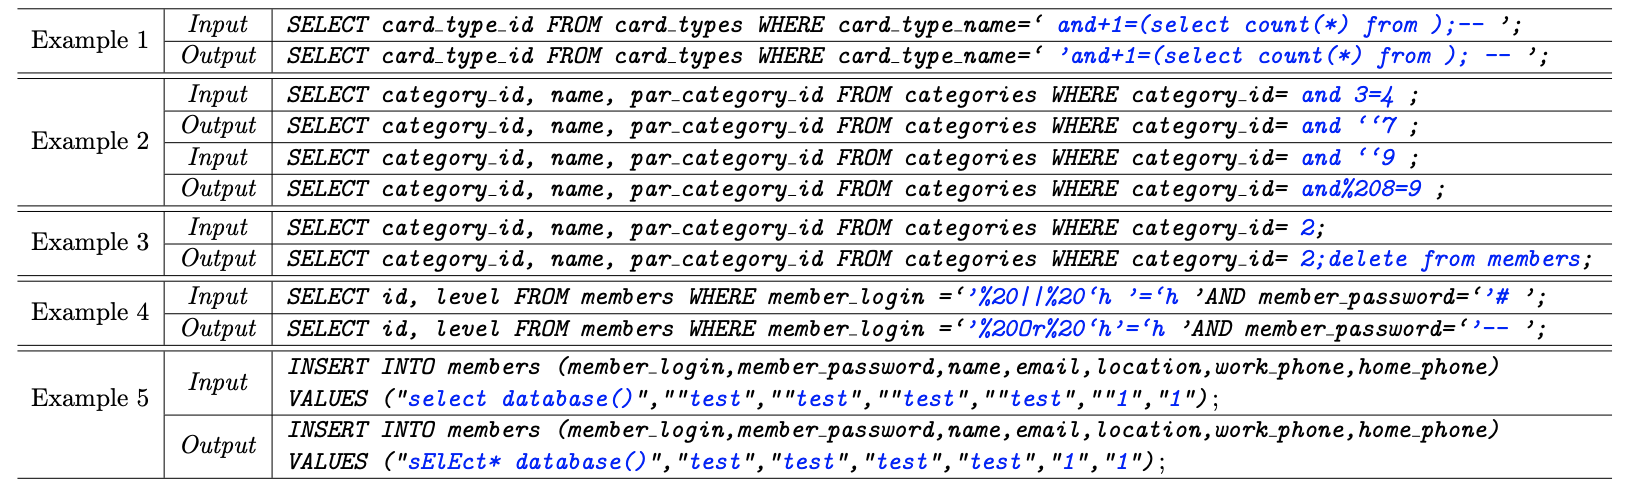 Example 1 Input SELECT card_type_id FROM card_types WHERE card_type_name=‘ and+1=(select count(*) from );-- ’;
Output SELECT card_type_id FROM card_types WHERE card_type_name=‘ ’and+1=(select count(*) from ); -- ’;
Example 2 Input SELECT category_id, name, par_category_id FROM categories WHERE category_id= and 3=4 ;
Output SELECT category_id, name, par_category_id FROM categories WHERE category_id= and ‘‘7 ;
Input SELECT category_id, name, par_category_id FROM categories WHERE category_id= and ‘‘9 ;
Output SELECT category_id, name, par_category_id FROM categories WHERE category_id= and%208=9 ;
Example 3 Input SELECT category_id, name, par_category_id FROM categories WHERE category_id= 2;
Output SELECT category_id, name, par_category_id FROM categories WHERE category_id= 2;delete from members;
Example 4 Input SELECT id, level FROM members WHERE member_login =‘’%20||%20‘h ’=‘h ’AND member_password=‘’# ’;
Output SELECT id, level FROM members WHERE member_login =‘’%20Or%20‘h’=‘h ’AND member_password=‘’-- ’;
Example 5 Input INSERT INTO members (member_login,member_password,name,email,location,work_phone,home_phone)
VALUES ("select database()",""test",""test",""test",""test",""1","1");
Output INSERT INTO members (member_login,member_password,name,email,location,work_phone,home_phone)
VALUES ("sElEct* database()","test","test","test","test","1","1");